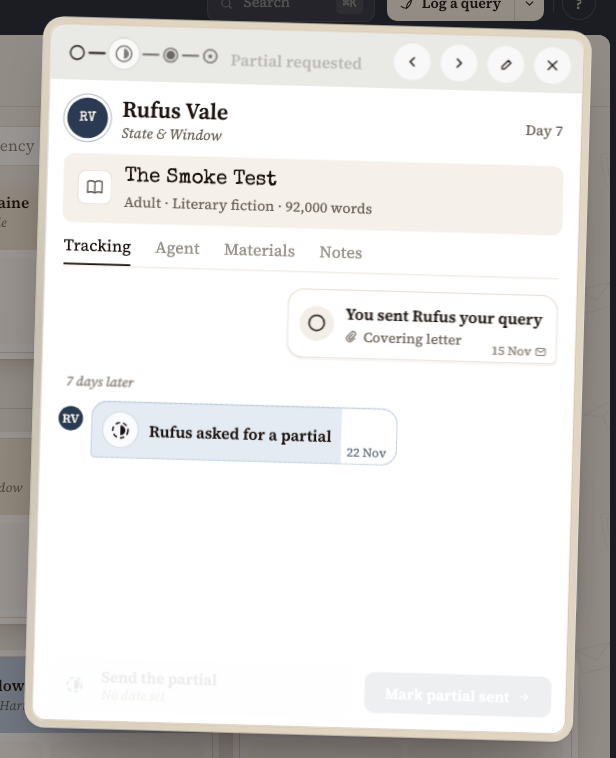 Search ⌘K Log a query ?
Partial requested
ency
RV Rufus Vale
State & Window
Day 7
aine
le
The Smoke Test
Adult · Literary fiction · 92,000 words
Tracking Agent Materials Notes
You sent Rufus your query
Covering letter
15 Nov
7 days later
RV Rufus asked for a partial
22 Nov
dow
low
Har
Send the partial
No date set
Mark partial sent →